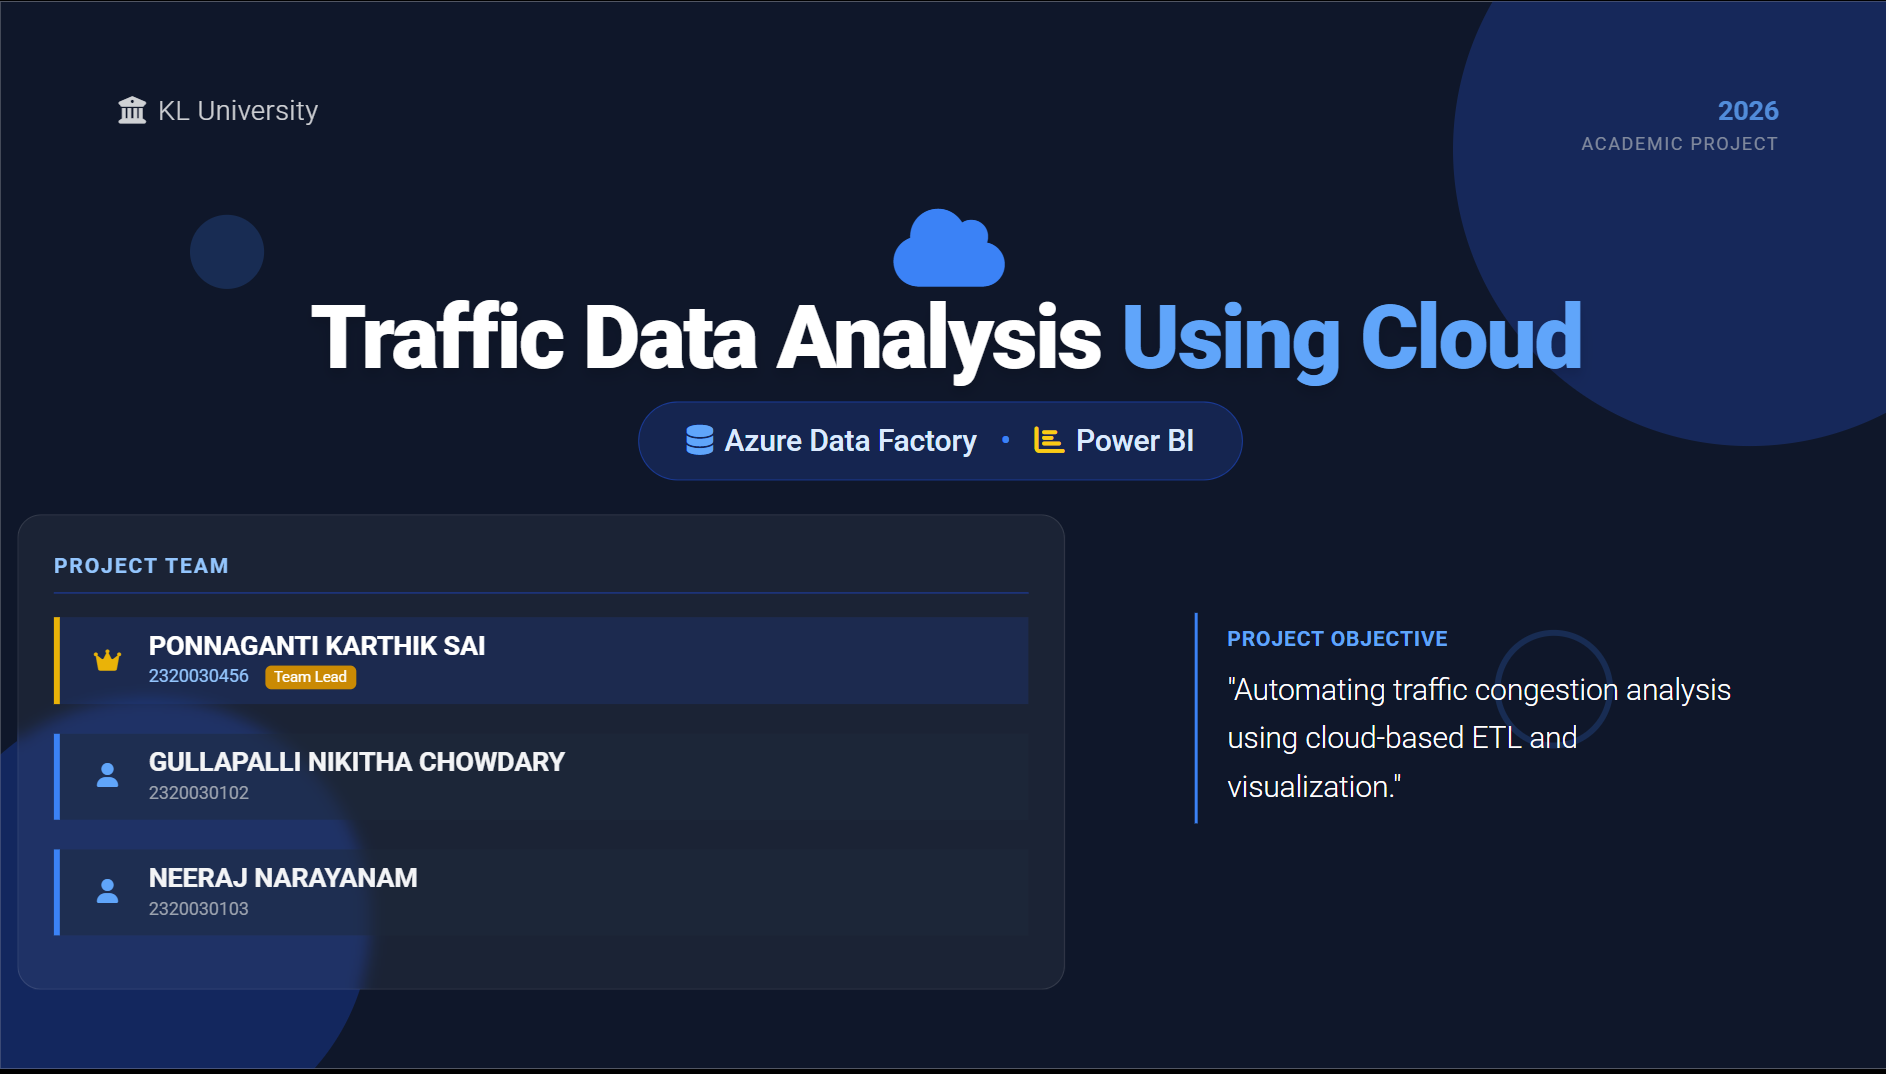 KL University
2026
ACADEMIC PROJECT
Traffic Data Analysis Using Cloud
Azure Data Factory • Power BI
PROJECT TEAM
PONNAGANTI KARTHIK SAI
2320030456 Team Lead
GULLAPALLI NIKITHA CHOWDARY
2320030102
NEERAJ NARAYANAM
2320030103
PROJECT OBJECTIVE
"Automating traffic congestion analysis
using cloud-based ETL and
visualization."